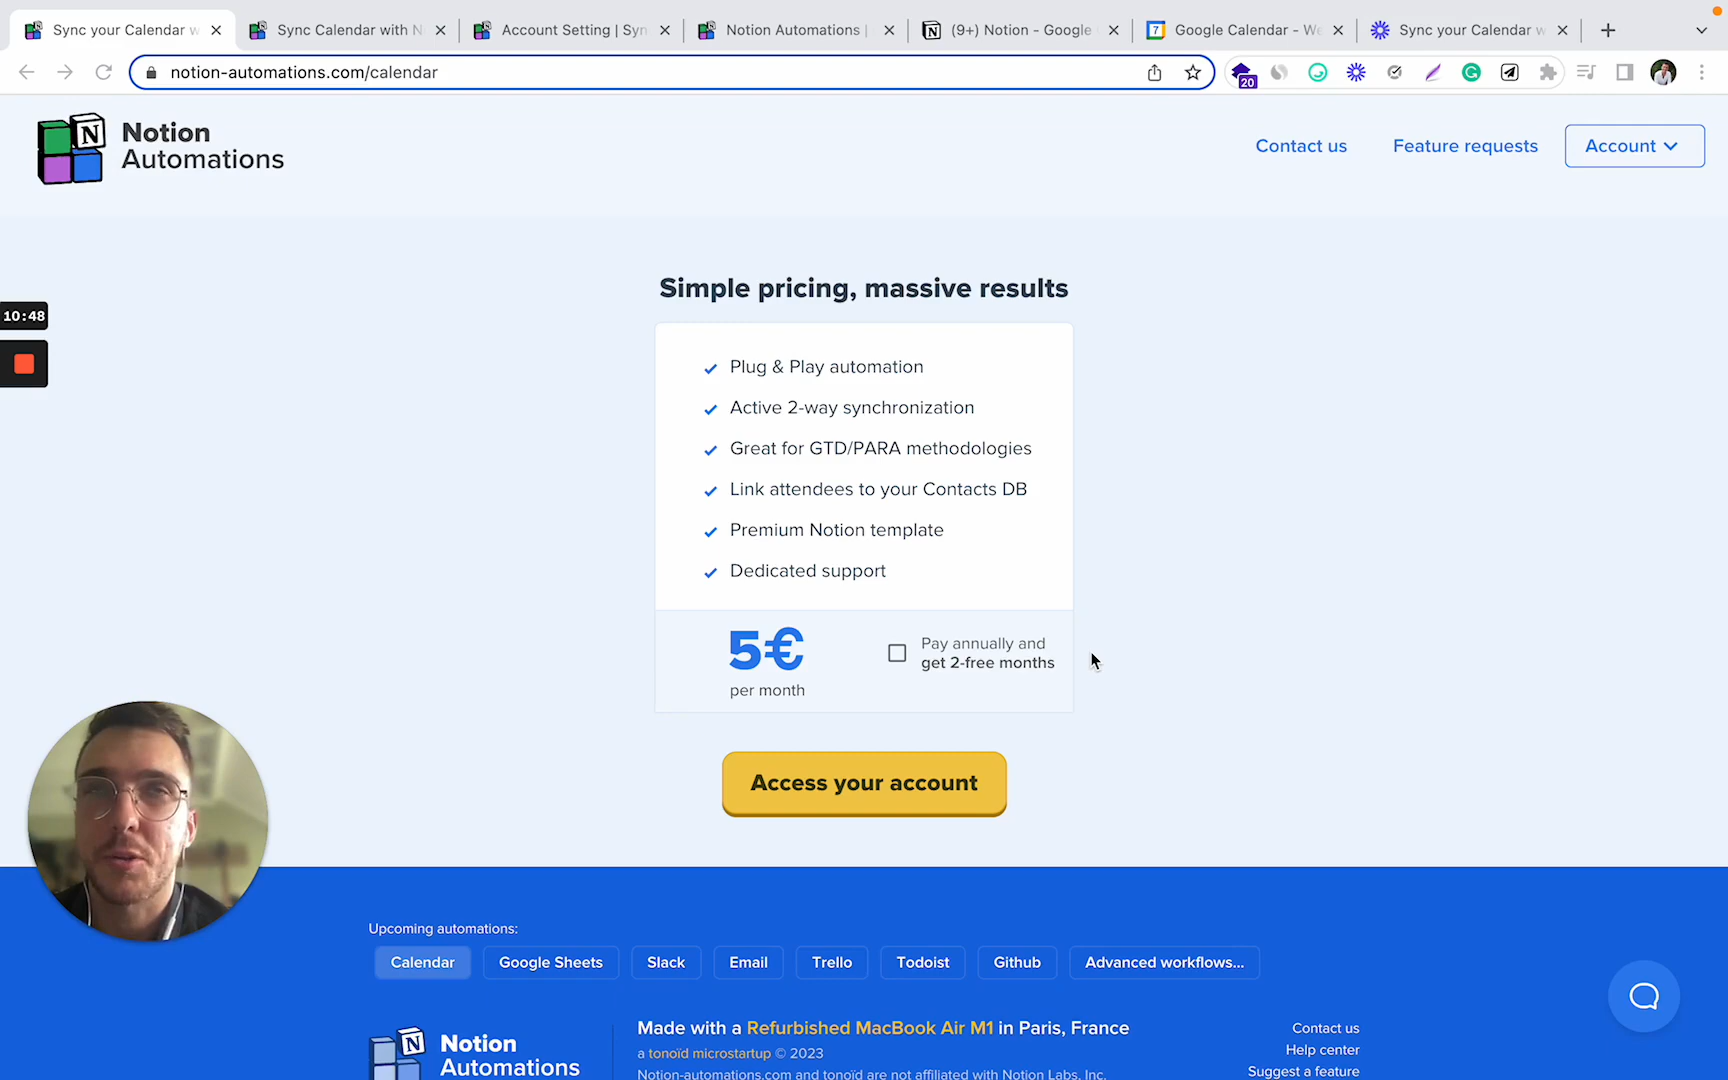 Sync your Calendar w
Sync Calendar with N
Account Setting | Syn
Notion Automations |
(9+) Notion - Google
Google Calendar - We
Sync your Calendar w
notion-automations.com/calendar
20
Notion
Automations
Contact us
Feature requests
Account
Simple pricing, massive results
10:48
Plug & Play automation
Active 2-way synchronization
Great for GTD/PARA methodologies
Link attendees to your Contacts DB
Premium Notion template
Dedicated support
5€
per month
Pay annually and
get 2-free months
Access your account
Upcoming automations:
Calendar
Google Sheets
Slack
Email
Trello
Todoist
Github
Advanced workflows...
Notion
Automations
Made with a Refurbished MacBook Air M1 in Paris, France
a tonoïd microstartup © 2023
Notion-automations.com and tonoïd are not affiliated with Notion Labs, Inc.
Contact us
Help center
Suggest a feature